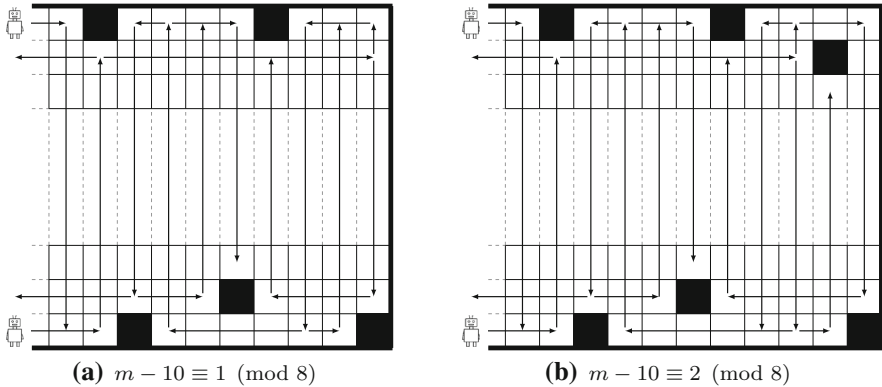 (a) m − 10 ≡ 1 (mod 8)
(b) m − 10 ≡ 2 (mod 8)